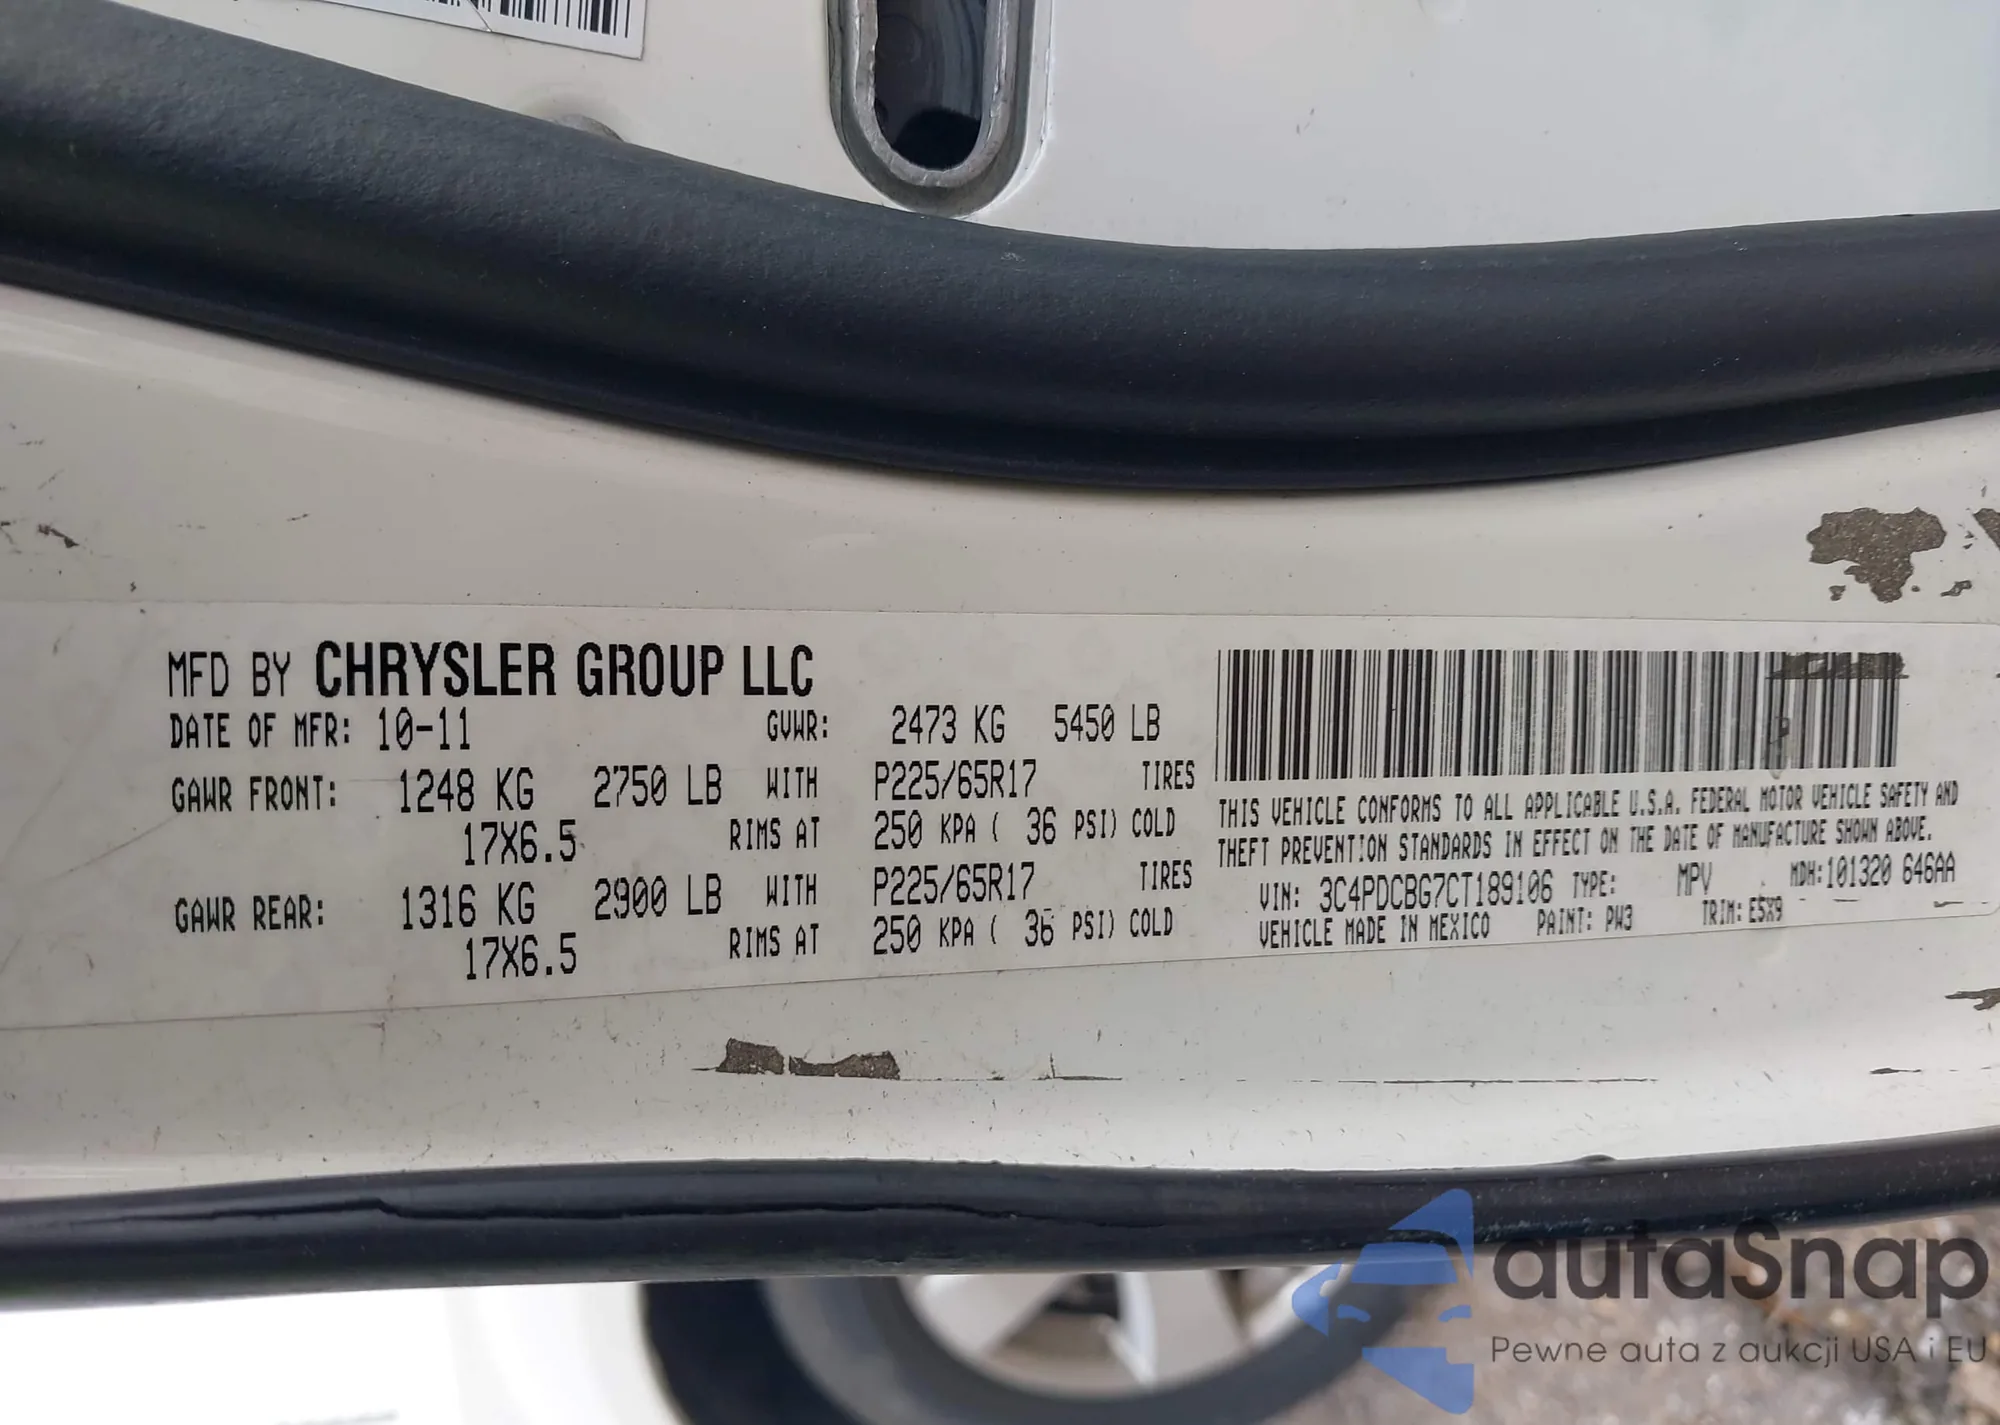 MFD BY CHRYSLER GROUP LLC
DATE OF MFR: 10-11 GVWR: 2473 KG 5450 LB
GAWR FRONT: 1248 KG 2750 LB WITH P225/65R17 TIRES
17X6.5 RIMS AT 250 KPA ( 36 PSI) COLD
GAWR REAR: 1316 KG 2900 LB WITH P225/65R17 TIRES
17X6.5 RIMS AT 250 KPA ( 36 PSI) COLD
THIS VEHICLE CONFORMS TO ALL APPLICABLE U.S.A. FEDERAL MOTOR VEHICLE SAFETY AND
THEFT PREVENTION STANDARDS IN EFFECT ON THE DATE OF MANUFACTURE SHOWN ABOVE.
VIN: 3C4PDCBG7CT189106 TYPE: MPV MDH:101320 646AA
VEHICLE MADE IN MEXICO PAINT: PW3 TRIM: E5X9
autaSnap
Pewne auta z aukcji USA i EU